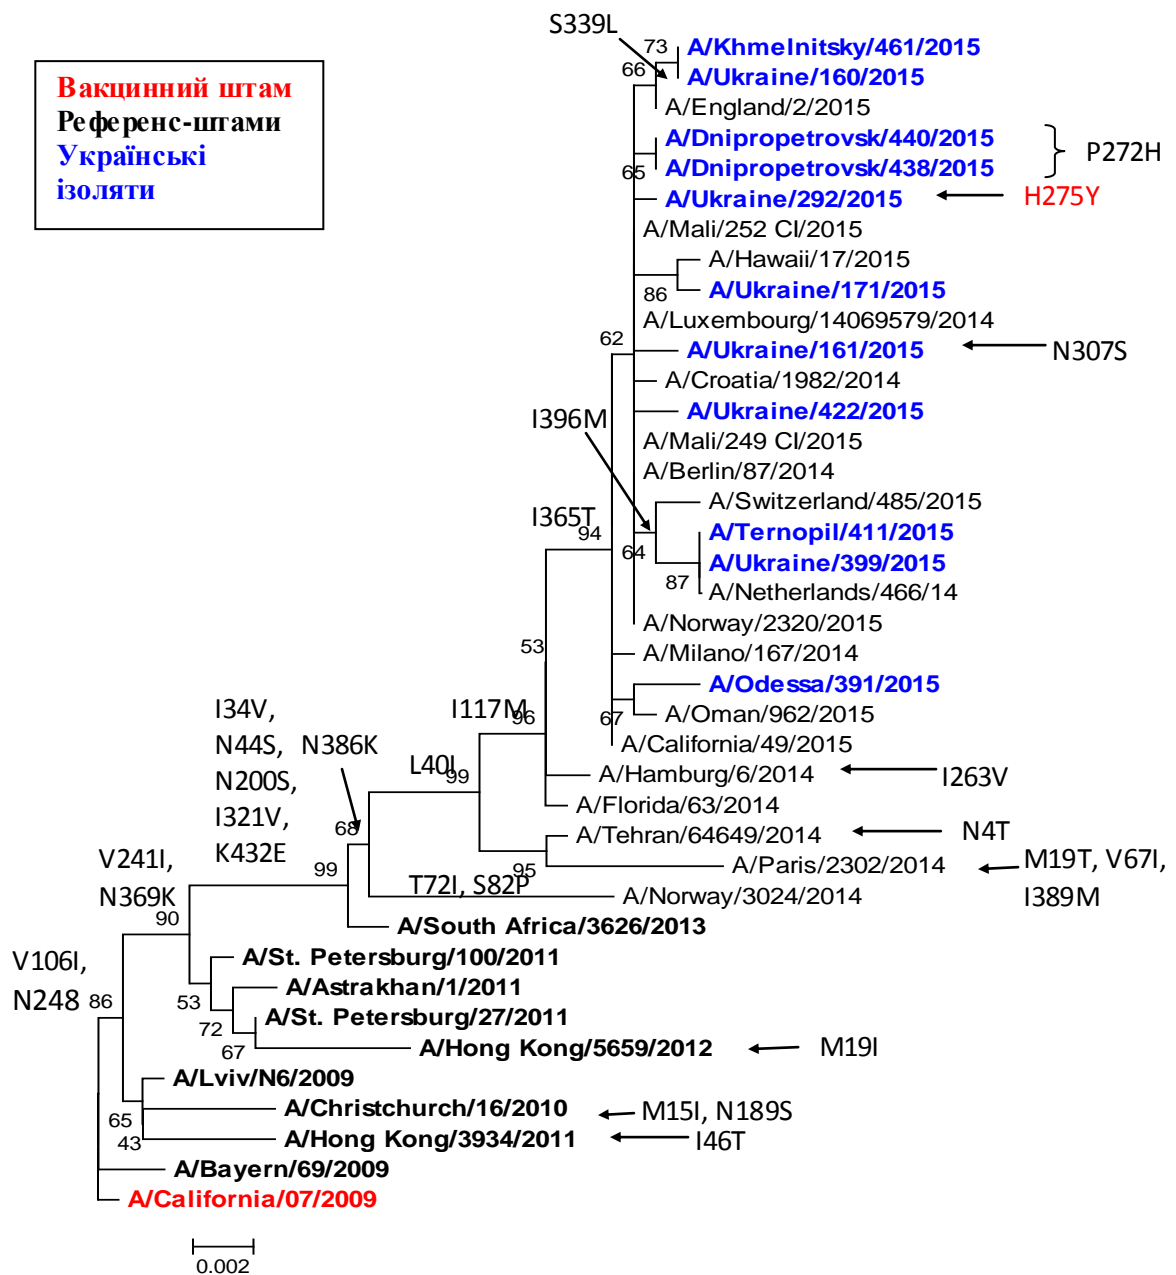 S339L
Вакцинний штам
Референс-штами
Українські
ізоляти
73
A/Khmelnitsky/461/2015
66
A/Ukraine/160/2015
A/England/2/2015
A/Dnipropetrovsk/440/2015
P272H
65
A/Dnipropetrovsk/438/2015
A/Ukraine/292/2015
H275Y
A/Mali/252 CI/2015
A/Hawaii/17/2015
86
A/Ukraine/171/2015
A/Luxembourg/14069579/2014
62
A/Ukraine/161/2015
N307S
A/Croatia/1982/2014
I396M
A/Ukraine/422/2015
A/Mali/249 CI/2015
A/Berlin/87/2014
A/Switzerland/485/2015
I365T
94
A/Ternopil/411/2015
64
A/Ukraine/399/2015
87
A/Netherlands/466/14
A/Norway/2320/2015
53
A/Milano/167/2014
A/Odessa/391/2015
I34V,
I117M
96
67
A/Oman/962/2015
N44S,
N386K
A/California/49/2015
L40I
99
A/Hamburg/6/2014
I263V
N200S,
A/Florida/63/2014
I321V,
68
A/Tehran/64649/2014
N4T
K432E
V241I,
99
95
A/Paris/2302/2014
M19T, V67I,
I389M
N369K
T72I, S82P
A/Norway/3024/2014
90
A/South Africa/3626/2013
V106I,
A/St. Petersburg/100/2011
N248
86
53
A/Astrakhan/1/2011
72
A/St. Petersburg/27/2011
67
A/Hong Kong/5659/2012
M19I
A/Lviv/N6/2009
65
A/Christchurch/16/2010
M15I, N189S
43
A/Hong Kong/3934/2011
I46T
A/Bayern/69/2009
A/California/07/2009
0.002